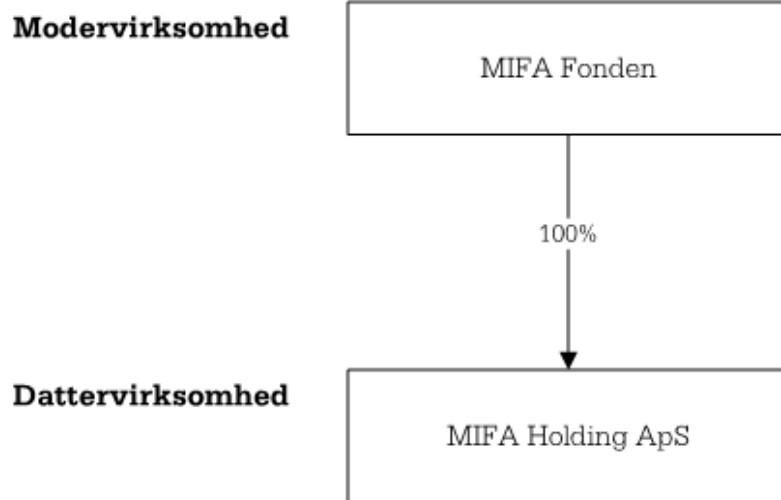 Modervirksomhed
MIFA Fonden
100%
Dattervirksomhed
MIFA Holding ApS